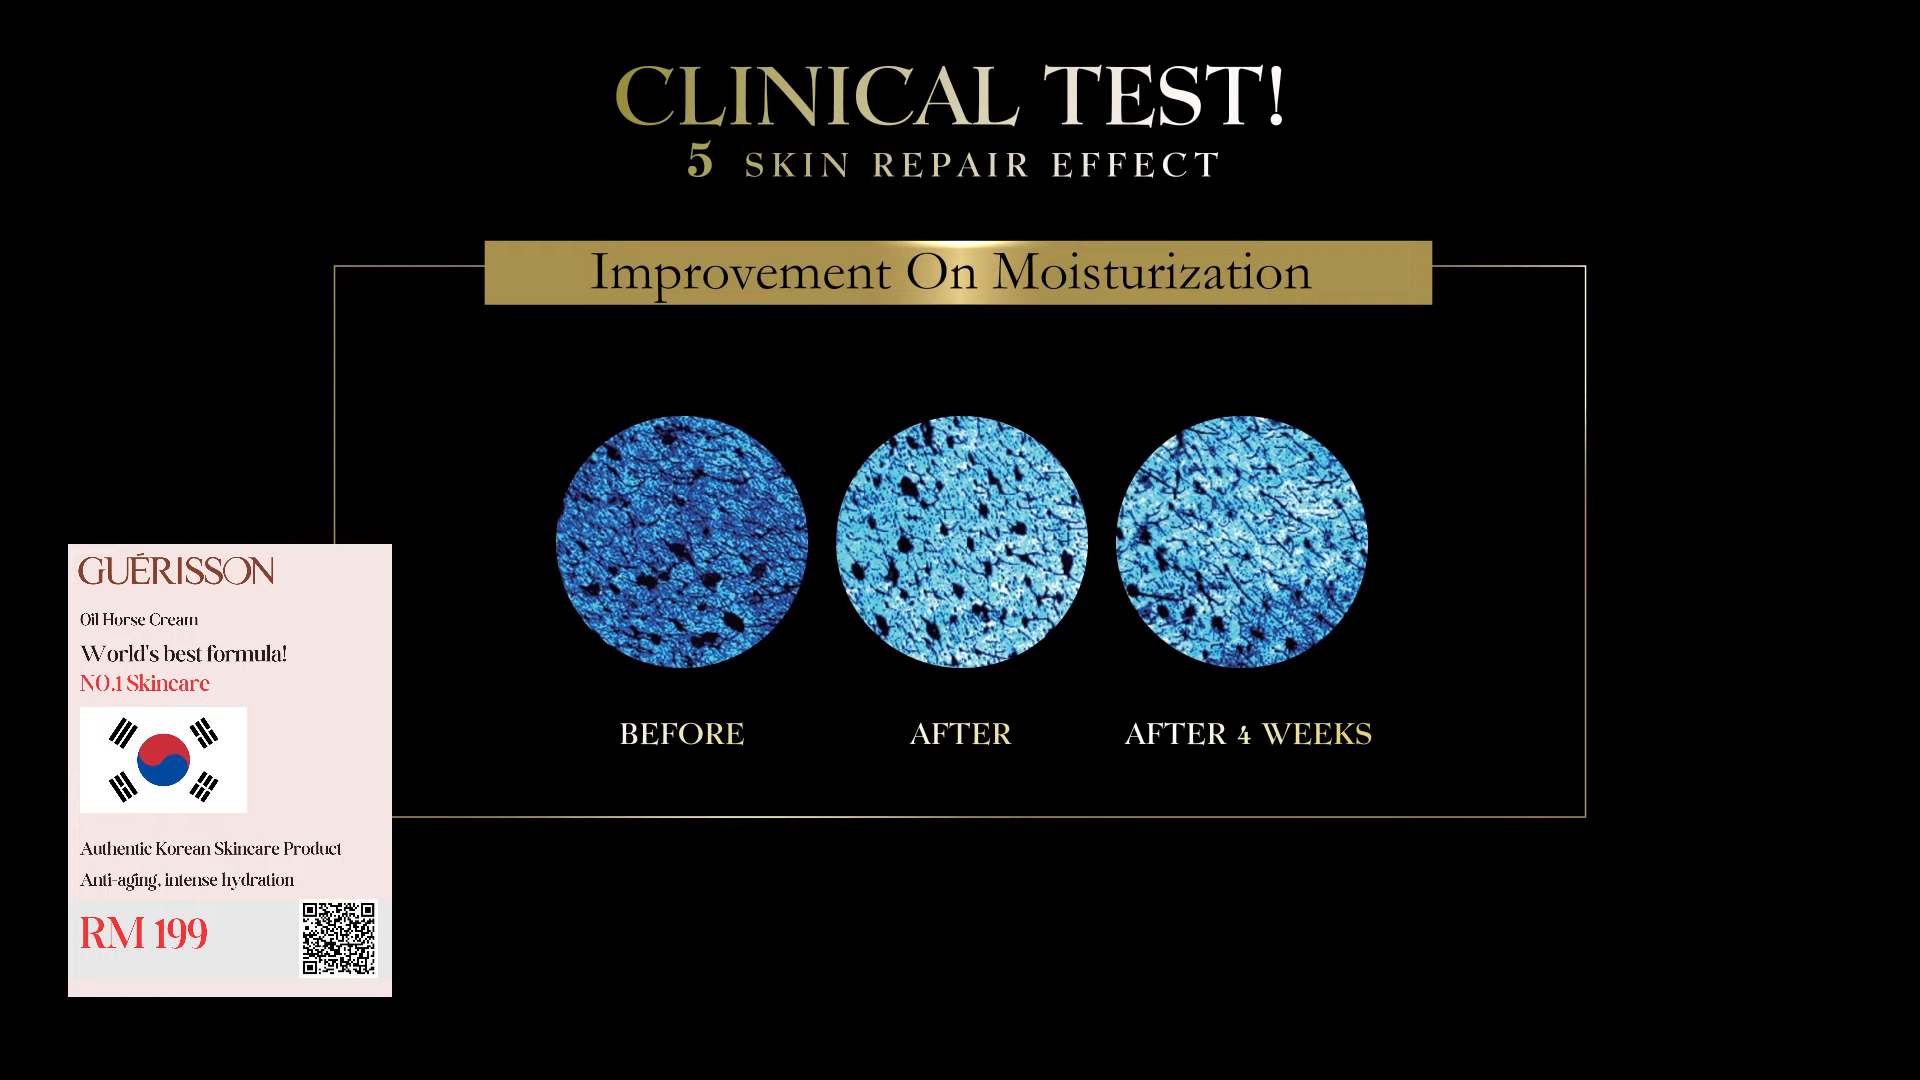 CLINICAL TEST!
5 SKIN REPAIR EFFECT
Improvement On Moisturization
BEFORE
AFTER
AFTER 4 WEEKS
GUÉRISSON
Oil Horse Cream
World's best formula!
NO.1 Skincare
Authentic Korean Skincare Product
Anti-aging, intense hydration
RM 199